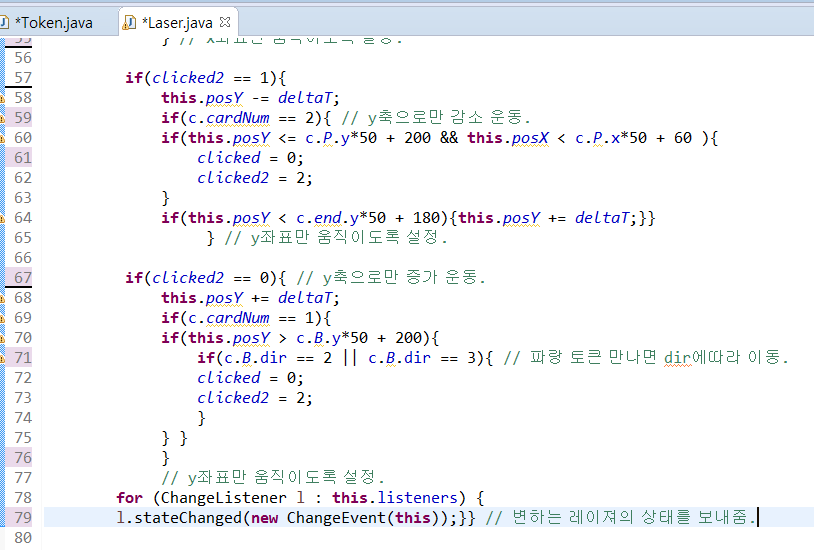 *Token.java *Laser.java
55 } // x좌표만 움직이도록 설정.
56
57 if(clicked2 == 1){
58 this.posY -= deltaT;
59 if(c.cardNum == 2){ // y축으로만 감소 운동.
60 if(this.posY <= c.P.y*50 + 200 && this.posX < c.P.x*50 + 60 ){
61 clicked = 0;
62 clicked2 = 2;
63 }
64 if(this.posY < c.end.y*50 + 180){this.posY += deltaT;}}
65 } // y좌표만 움직이도록 설정.
66
67 if(clicked2 == 0){ // y축으로만 증가 운동.
68 this.posY += deltaT;
69 if(c.cardNum == 1){
70 if(this.posY > c.B.y*50 + 200){
71 if(c.B.dir == 2 || c.B.dir == 3){ // 파랑 토큰 만나면 dir에따라 이동.
72 clicked = 0;
73 clicked2 = 2;
74 }
75 } }
76 }
77 // y좌표만 움직이도록 설정.
78 for (ChangeListener l : this.listeners) {
79 l.stateChanged(new ChangeEvent(this));}} // 변하는 레이져의 상태를 보내줌.
80